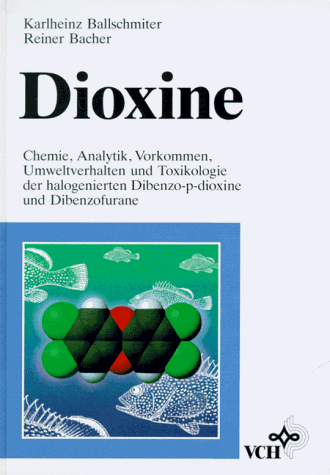 Karlheinz Ballschmiter
Reiner Bacher
Dioxine
Chemie, Analytik, Vorkommen,
Umweltverhalten und Toxikologie
der halogenierten Dibenzo-p-dioxine
und Dibenzofurane
VCH